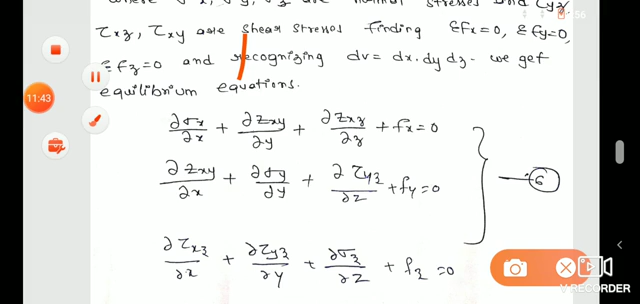 where σx, σy, σz are normal stresses and τyz,
τxz, τxy are shear stresses finding ΣFx=0, Σfy=0,
Σfz=0 and recognizing dv = dx.dy dz. we get
equilibrium equations.
∂σx/∂x + ∂τxy/∂y + ∂τxz/∂z + fx=0
∂τxy/∂x + ∂σy/∂y + ∂τyz/∂z + fy=0
6
∂τxz/∂x + ∂τyz/∂y + ∂σz/∂z + fz=0
11:43
V RECORDER